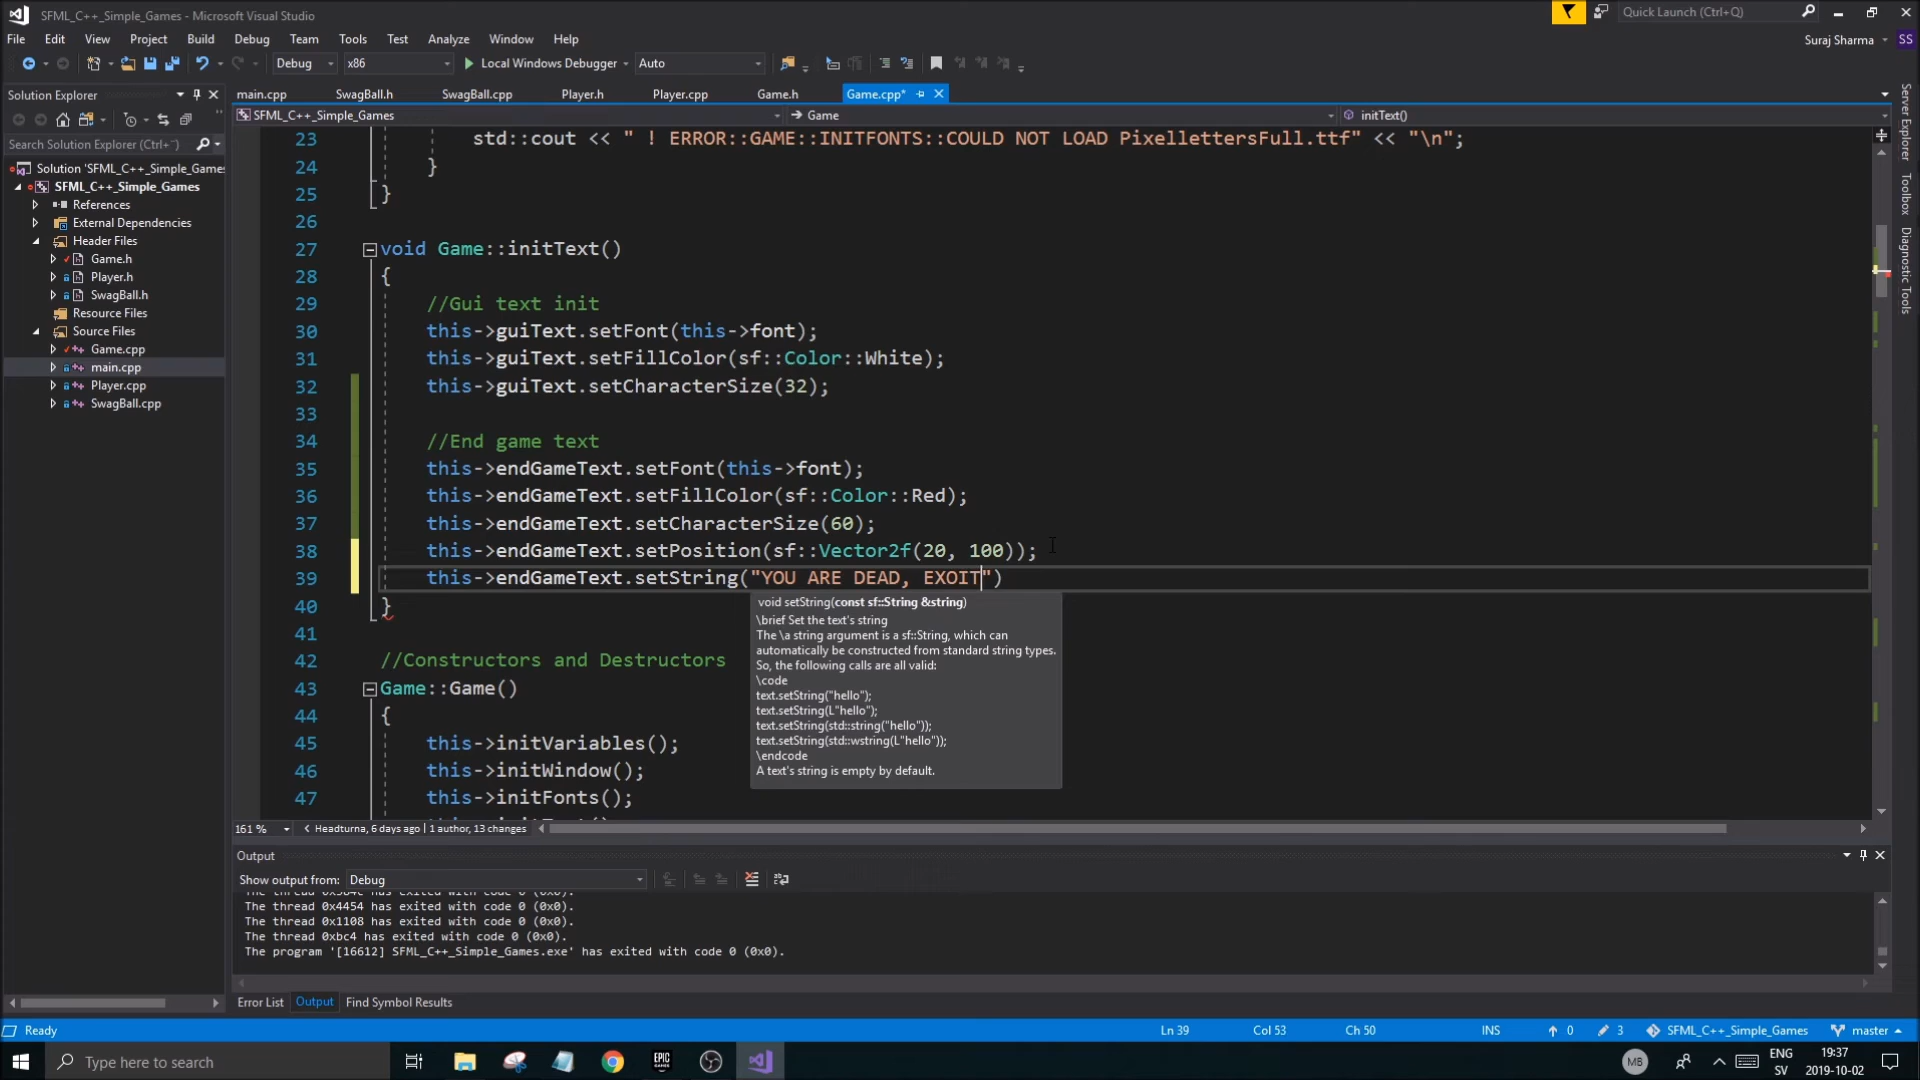 SFML_C++_Simple_Games - Microsoft Visual Studio
Quick Launch (Ctrl+Q)
File Edit View Project Build Debug Team Tools Test Analyze Window Help
Suraj Sharma SS
Debug x86 Local Windows Debugger Auto
Solution Explorer
main.cpp SwagBall.h SwagBall.cpp Player.h Player.cpp Game.h Game.cpp*
SFML_C++_Simple_Games Game initText()
Search Solution Explorer (Ctrl+¨)
Solution 'SFML_C++_Simple_Games
SFML_C++_Simple_Games
References
External Dependencies
Header Files
Game.h
Player.h
SwagBall.h
Resource Files
Source Files
Game.cpp
main.cpp
Player.cpp
SwagBall.cpp
23 std::cout << " ! ERROR::GAME::INITFONTS::COULD NOT LOAD PixellettersFull.ttf" << "\n";
24 }
25 }
26
27 void Game::initText()
28 {
29 //Gui text init
30 this->guiText.setFont(this->font);
31 this->guiText.setFillColor(sf::Color::White);
32 this->guiText.setCharacterSize(32);
33
34 //End game text
35 this->endGameText.setFont(this->font);
36 this->endGameText.setFillColor(sf::Color::Red);
37 this->endGameText.setCharacterSize(60);
38 this->endGameText.setPosition(sf::Vector2f(20, 100));
39 this->endGameText.setString("YOU ARE DEAD, EXOIT")
40 }
41
42 //Constructors and Destructors
43 Game::Game()
44 {
45 this->initVariables();
46 this->initWindow();
47 this->initFonts();
void setString(const sf::String &string)
\brief Set the text's string
The \a string argument is a sf::String, which can
automatically be constructed from standard string types.
So, the following calls are all valid:
\code
text.setString("hello");
text.setString(L"hello");
text.setString(std::string("hello"));
text.setString(std::wstring(L"hello"));
\endcode
A text's string is empty by default.
Server Explorer
Toolbox
Diagnostic Tools
161 % Headturna, 6 days ago | 1 author, 13 changes
Output
Show output from: Debug
The thread 0x4454 has exited with code 0 (0x0).
The thread 0x1108 has exited with code 0 (0x0).
The thread 0xbc4 has exited with code 0 (0x0).
The program '[16612] SFML_C++_Simple_Games.exe' has exited with code 0 (0x0).
Error List Output Find Symbol Results
Ready Ln 39 Col 53 Ch 50 INS 0 3 SFML_C++_Simple_Games master
Type here to search
EPIC GAMES
MB
ENG
SV
19:37
2019-10-02